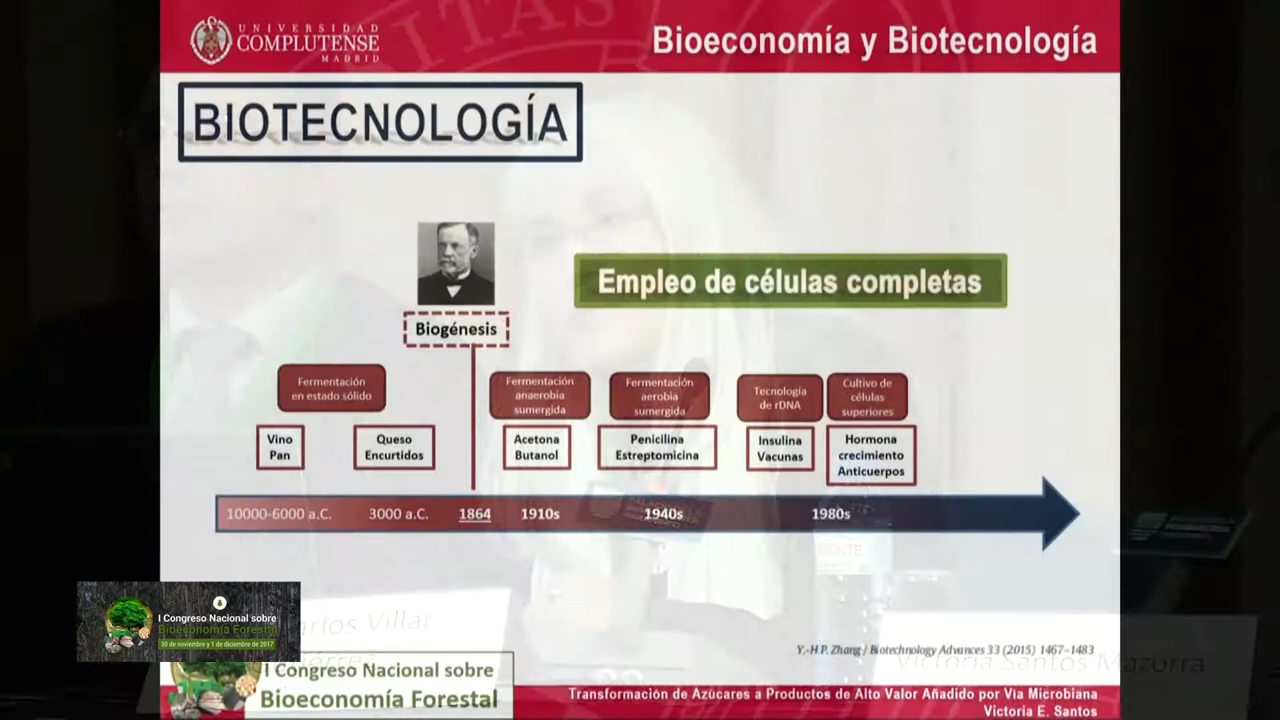 UNIVERSIDAD
COMPLUTENSE
MADRID
Bioeconomía y Biotecnología
BIOTECNOLOGÍA
Empleo de células completas
Biogénesis
Fermentación
en estado sólido
Fermentación
anaerobia
sumergida
Fermentación
aerobia
sumergida
Tecnología
de rDNA
Cultivo de
células
superiores
Vino
Pan
Queso
Encurtidos
Acetona
Butanol
Penicilina
Estreptomicina
Insulina
Vacunas
Hormona
crecimiento
Anticuerpos
10000-6000 a.C.
3000 a.C.
1864
1910s
1940s
1980s
I Congreso Nacional sobre
Bioeconomía Forestal
30 de noviembre y 1 de diciembre de 2017
Carlos Villar
Y.-H.P. Zhang / Biotechnology Advances 33 (2015) 1467–1483
Victoria Santos Mazorra
I Congreso Nacional sobre
Bioeconomía Forestal
Transformación de Azúcares a Productos de Alto Valor Añadido por Vía Microbiana
Victoria E. Santos